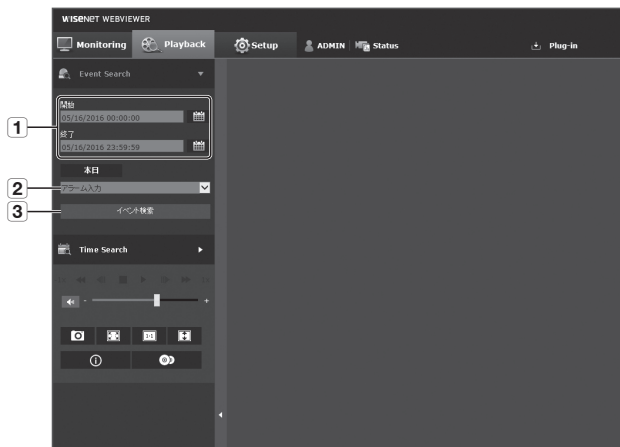 WISENET WEBVIEWER
Monitoring Playback Setup ADMIN Status Plug-in
Event Search
開始
05/16/2016 00:00:00
1
終了
05/16/2016 23:59:59
本日
2 アラーム入力
3 イベント検索
Time Search
- +
1:1